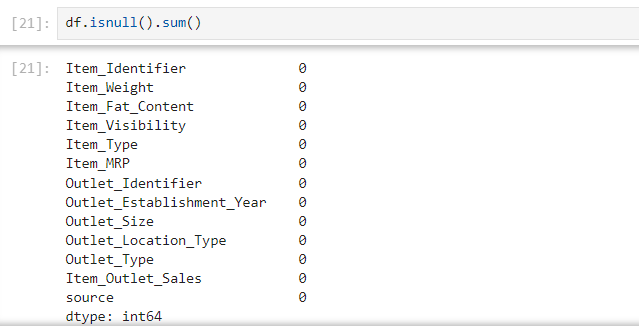 [21]: df.isnull().sum()
[21]: Item_Identifier 0
Item_Weight 0
Item_Fat_Content 0
Item_Visibility 0
Item_Type 0
Item_MRP 0
Outlet_Identifier 0
Outlet_Establishment_Year 0
Outlet_Size 0
Outlet_Location_Type 0
Outlet_Type 0
Item_Outlet_Sales 0
source 0
dtype: int64